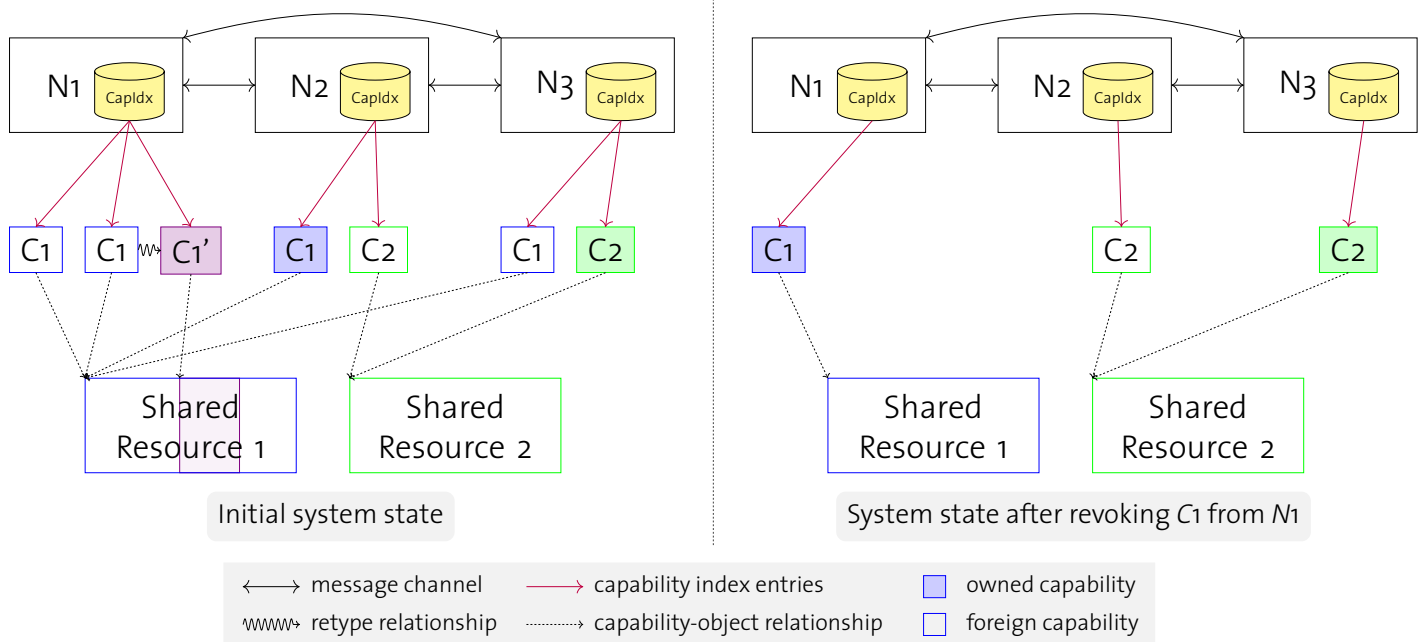 N1
CapIdx
N2
CapIdx
N3
CapIdx
C1
C1
C1’
C1
C2
C1
C2
Shared
Resource 1
Shared
Resource 2
Initial system state
N1
CapIdx
N2
CapIdx
N3
CapIdx
C1
C2
C2
Shared
Resource 1
Shared
Resource 2
System state after revoking C1 from N1
message channel
capability index entries
owned capability
retype relationship
capability-object relationship
foreign capability